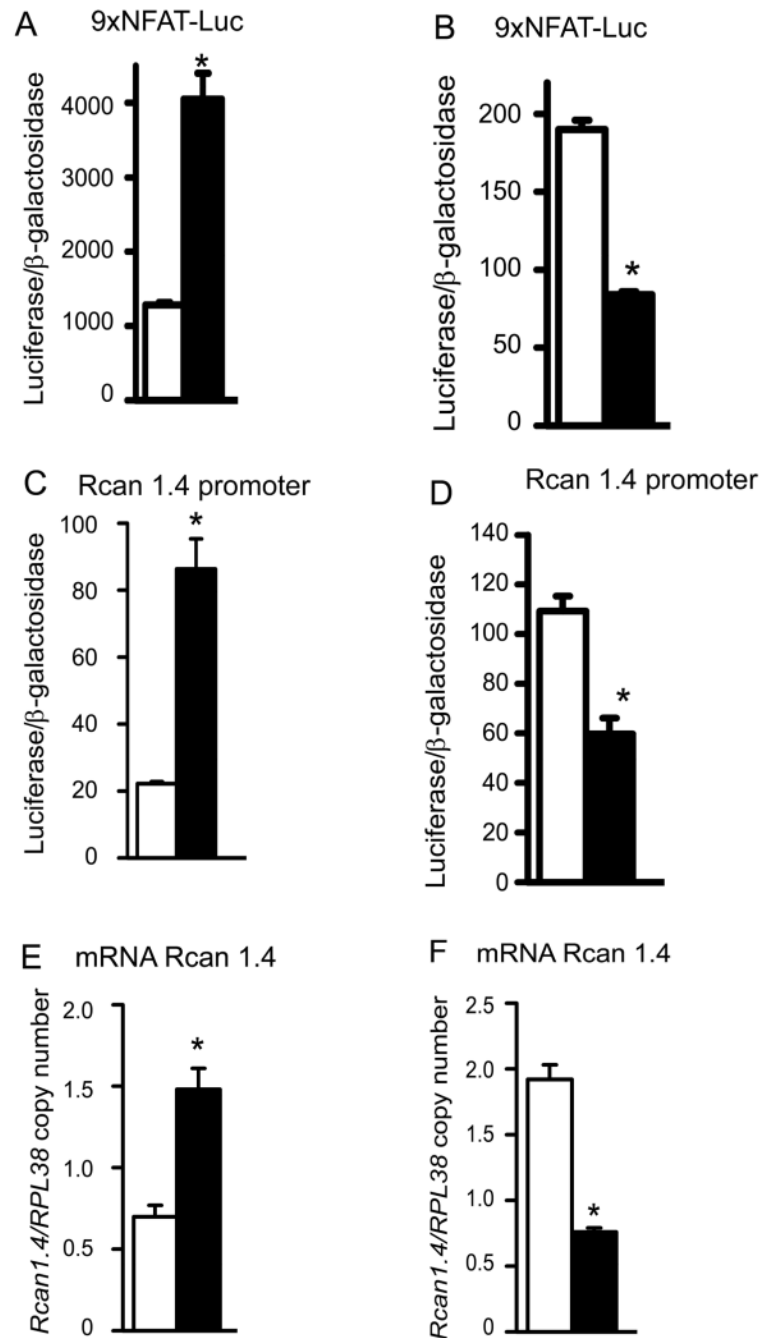 A
9xNFAT-Luc
Luciferase/β-galactosidase
4000
3000
2000
1000
0
*
B
9xNFAT-Luc
Luciferase/β-galactosidase
200
150
100
50
0
*
C
Rcan 1.4 promoter
Luciferase/β-galactosidase
100
80
60
40
20
0
*
D
Rcan 1.4 promoter
Luciferase/β-galactosidase
140
120
100
80
60
40
20
0
*
E
mRNA Rcan 1.4
Rcan1.4/RPL38 copy number
2.0
1.5
1.0
0.5
0
*
F
mRNA Rcan 1.4
Rcan1.4/RPL38 copy number
2.5
2.0
1.5
1.0
0.5
0
*